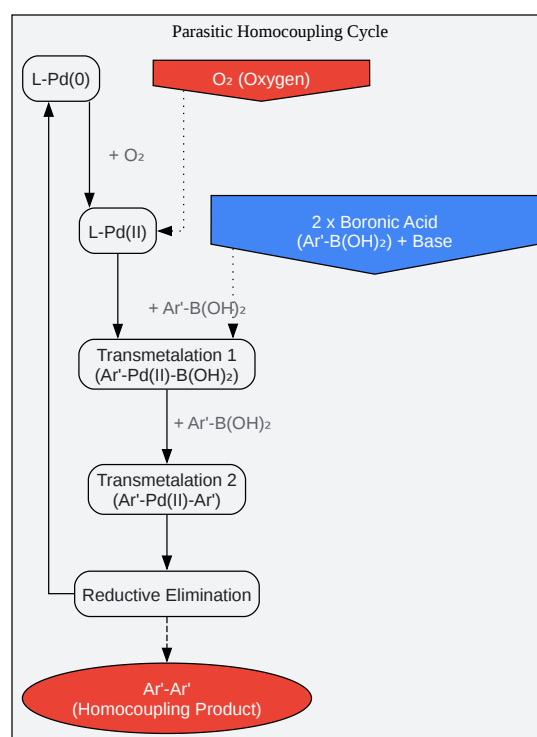 Parasitic Homocoupling Cycle
L-Pd(0)
O₂ (Oxygen)
+ O₂
L-Pd(II)
2 x Boronic Acid
(Ar'-B(OH)₂) + Base
+ Ar'-B(OH)₂
Transmetalation 1
(Ar'-Pd(II)-B(OH)₂)
+ Ar'-B(OH)₂
Transmetalation 2
(Ar'-Pd(II)-Ar')
Reductive Elimination
Ar'-Ar'
(Homocoupling Product)